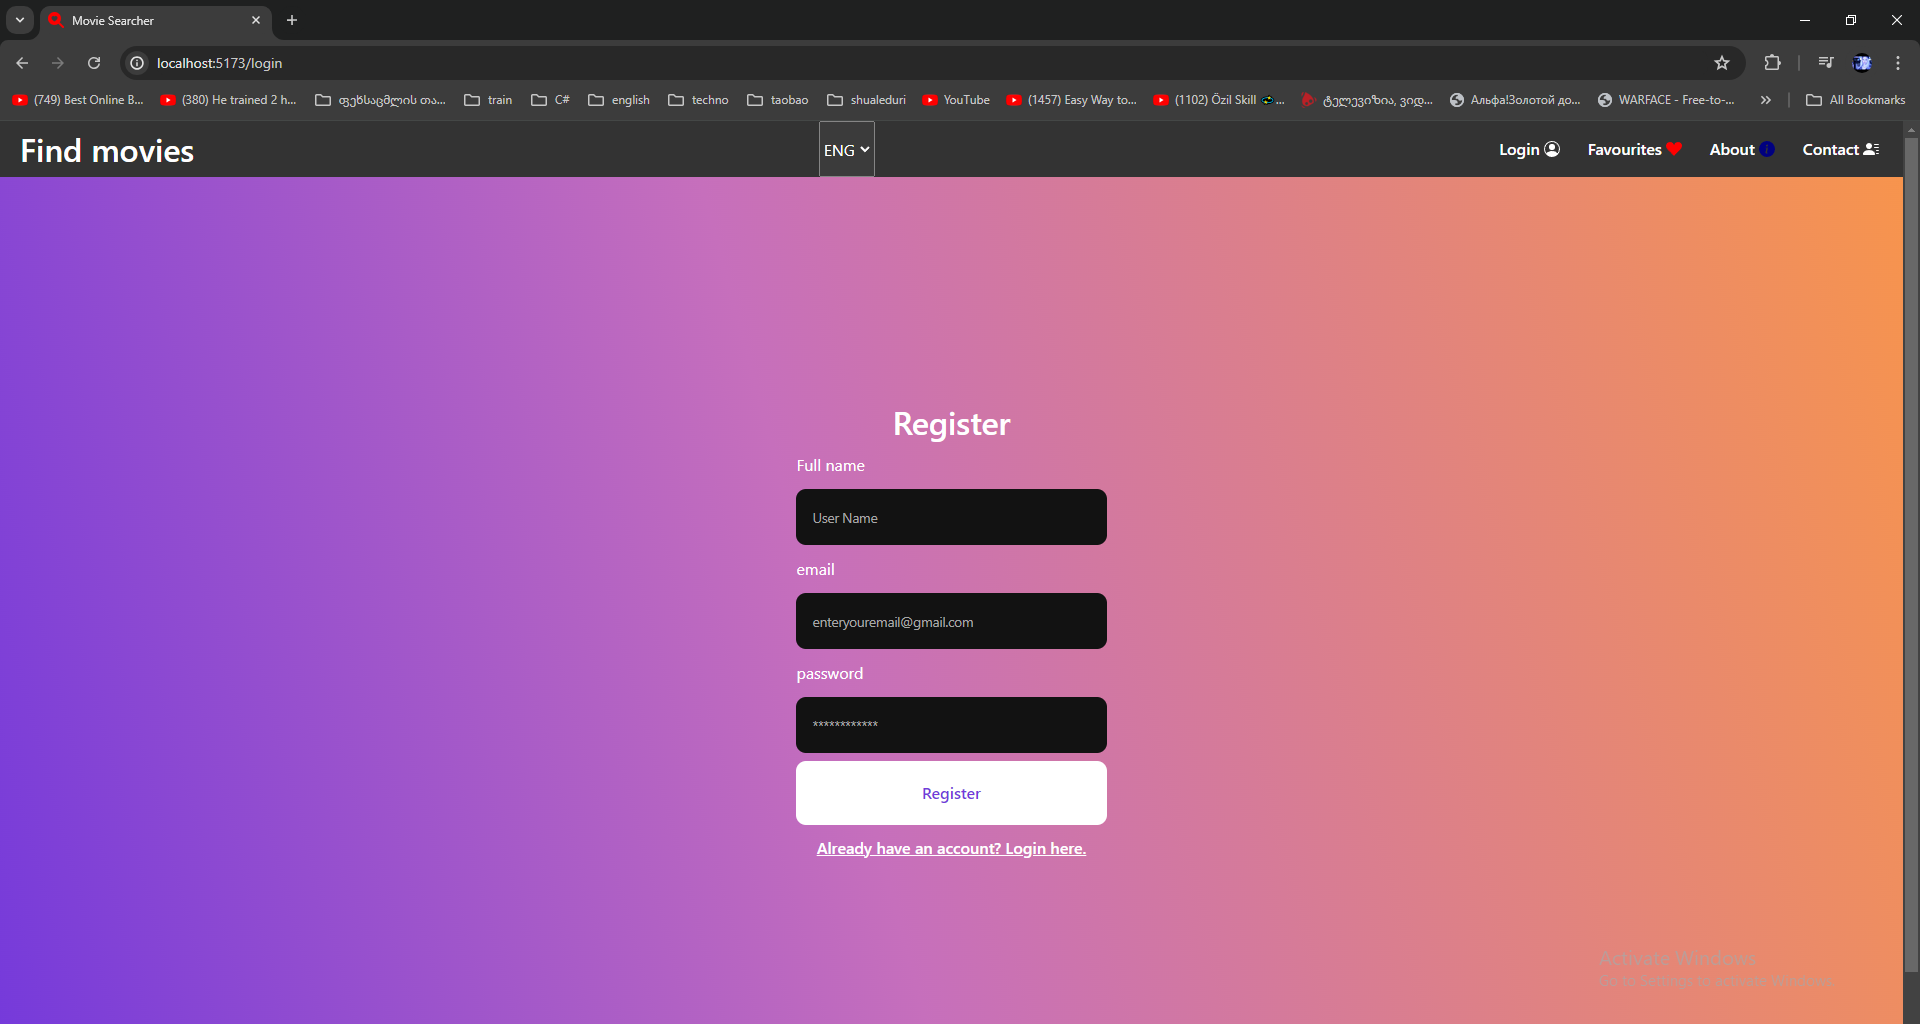 Movie Searcher
localhost:5173/login
(749) Best Online B...
(380) He trained 2 h...
ფეხსაცმლის თა...
train
C#
english
techno
taobao
shualeduri
YouTube
(1457) Easy Way to...
(1102) Özil Skill ...
ტელევიზია, ვიდ...
Альфа!Золотой до...
WARFACE - Free-to-...
All Bookmarks
Find movies
ENG
Login
Favourites
About
Contact
Register
Full name
User Name
email
enteryouremail@gmail.com
password
************
Register
Already have an account? Login here.
Activate Windows
Go to Settings to activate Windows.